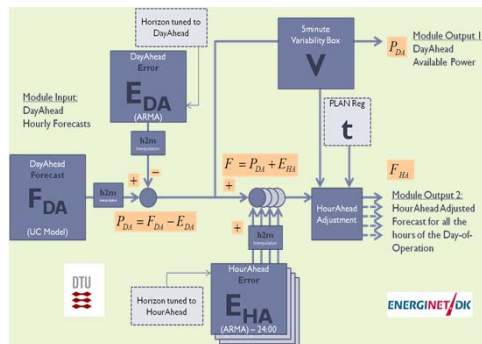 Horizon tuned to
DayAhead
DayAhead
Error
E_DA
(ARMA)
h2m
5minute
Variability Box
V
P_DA
Module Output 1
DayAhead
Available Power
Module Input:
DayAhead
Hourly Forecasts
PLAN Reg
t
DayAhead
Forecast
F_DA
(UC Model)
h2m
+
−
P_DA = F_DA − E_DA
F = P_DA + E_HA
+
+
h2m
HourAhead
Adjustment
F_HA
Module Output 2:
HourAhead Adjusted
Forecast for all the
hours of the Day-of-
Operation
DTU
Horizon tuned to
HourAhead
HourAhead
Error
E_HA
(ARMA) – 24:00
ENERGINET/DK